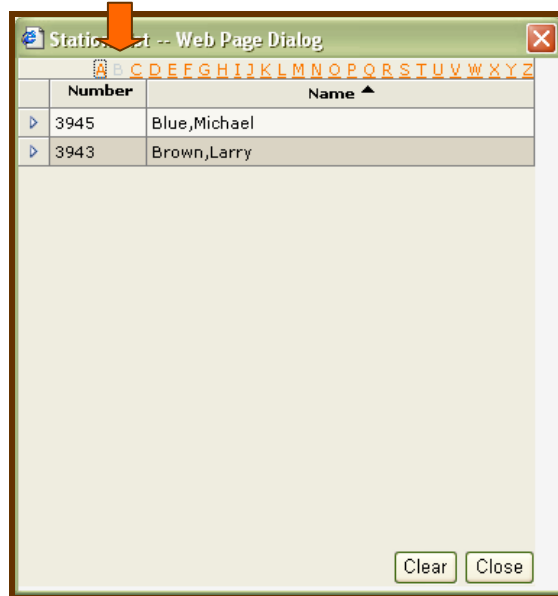 Station List -- Web Page Dialog
A B C D E F G H I J K L M N O P Q R S T U V W X Y Z
Number Name
3945 Blue,Michael
3943 Brown,Larry
Clear Close